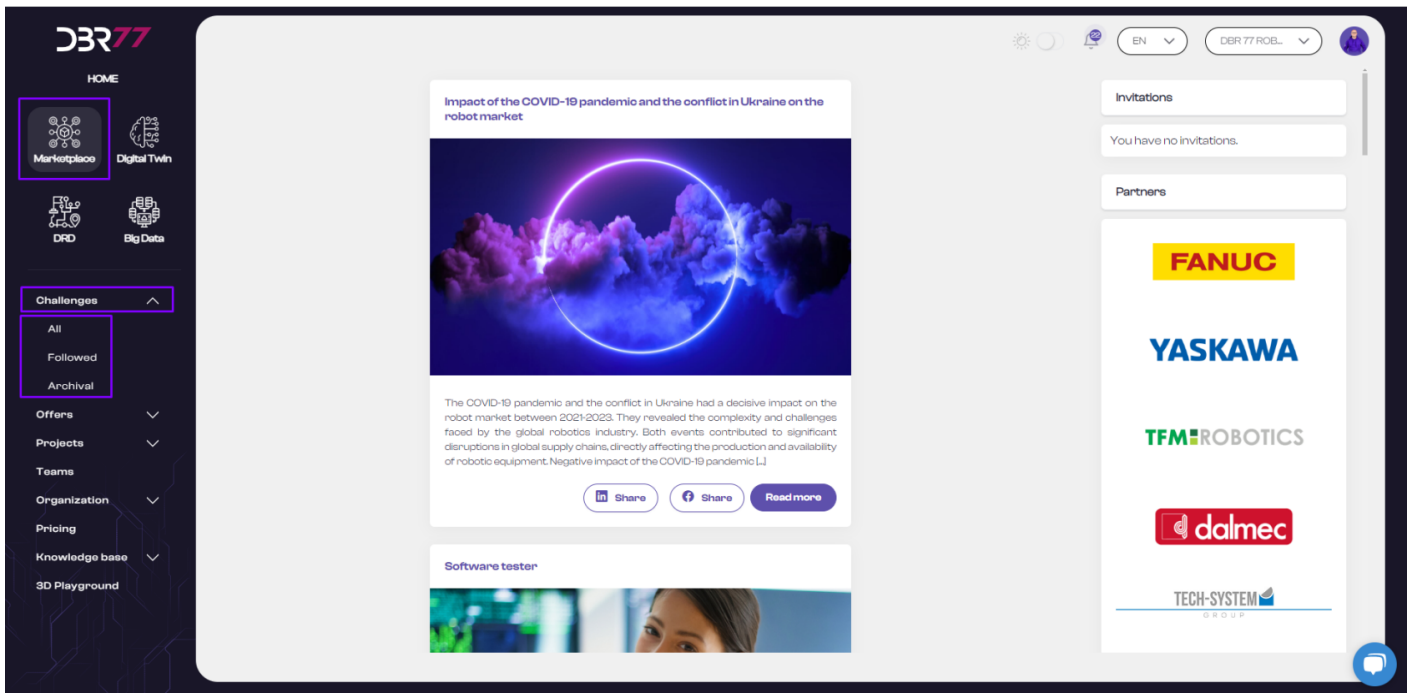 DBR77
HOME
Marketplace
Digital Twin
DRD
Big Data
Challenges
All
Followed
Archival
Offers
Projects
Teams
Organization
Pricing
Knowledge base
3D Playground
22
EN
DBR 77 ROB...
Impact of the COVID-19 pandemic and the conflict in Ukraine on the
robot market
The COVID-19 pandemic and the conflict in Ukraine had a decisive impact on the
robot market between 2021-2023. They revealed the complexity and challenges
faced by the global robotics industry. Both events contributed to significant
disruptions in global supply chains, directly affecting the production and availability
of robotic equipment. Negative impact of the COVID-19 pandemic [...]
in Share
Share
Read more
Software tester
Invitations
You have no invitations.
Partners
FANUC
YASKAWA
TFM ROBOTICS
dalmec
TECH-SYSTEM
GROUP